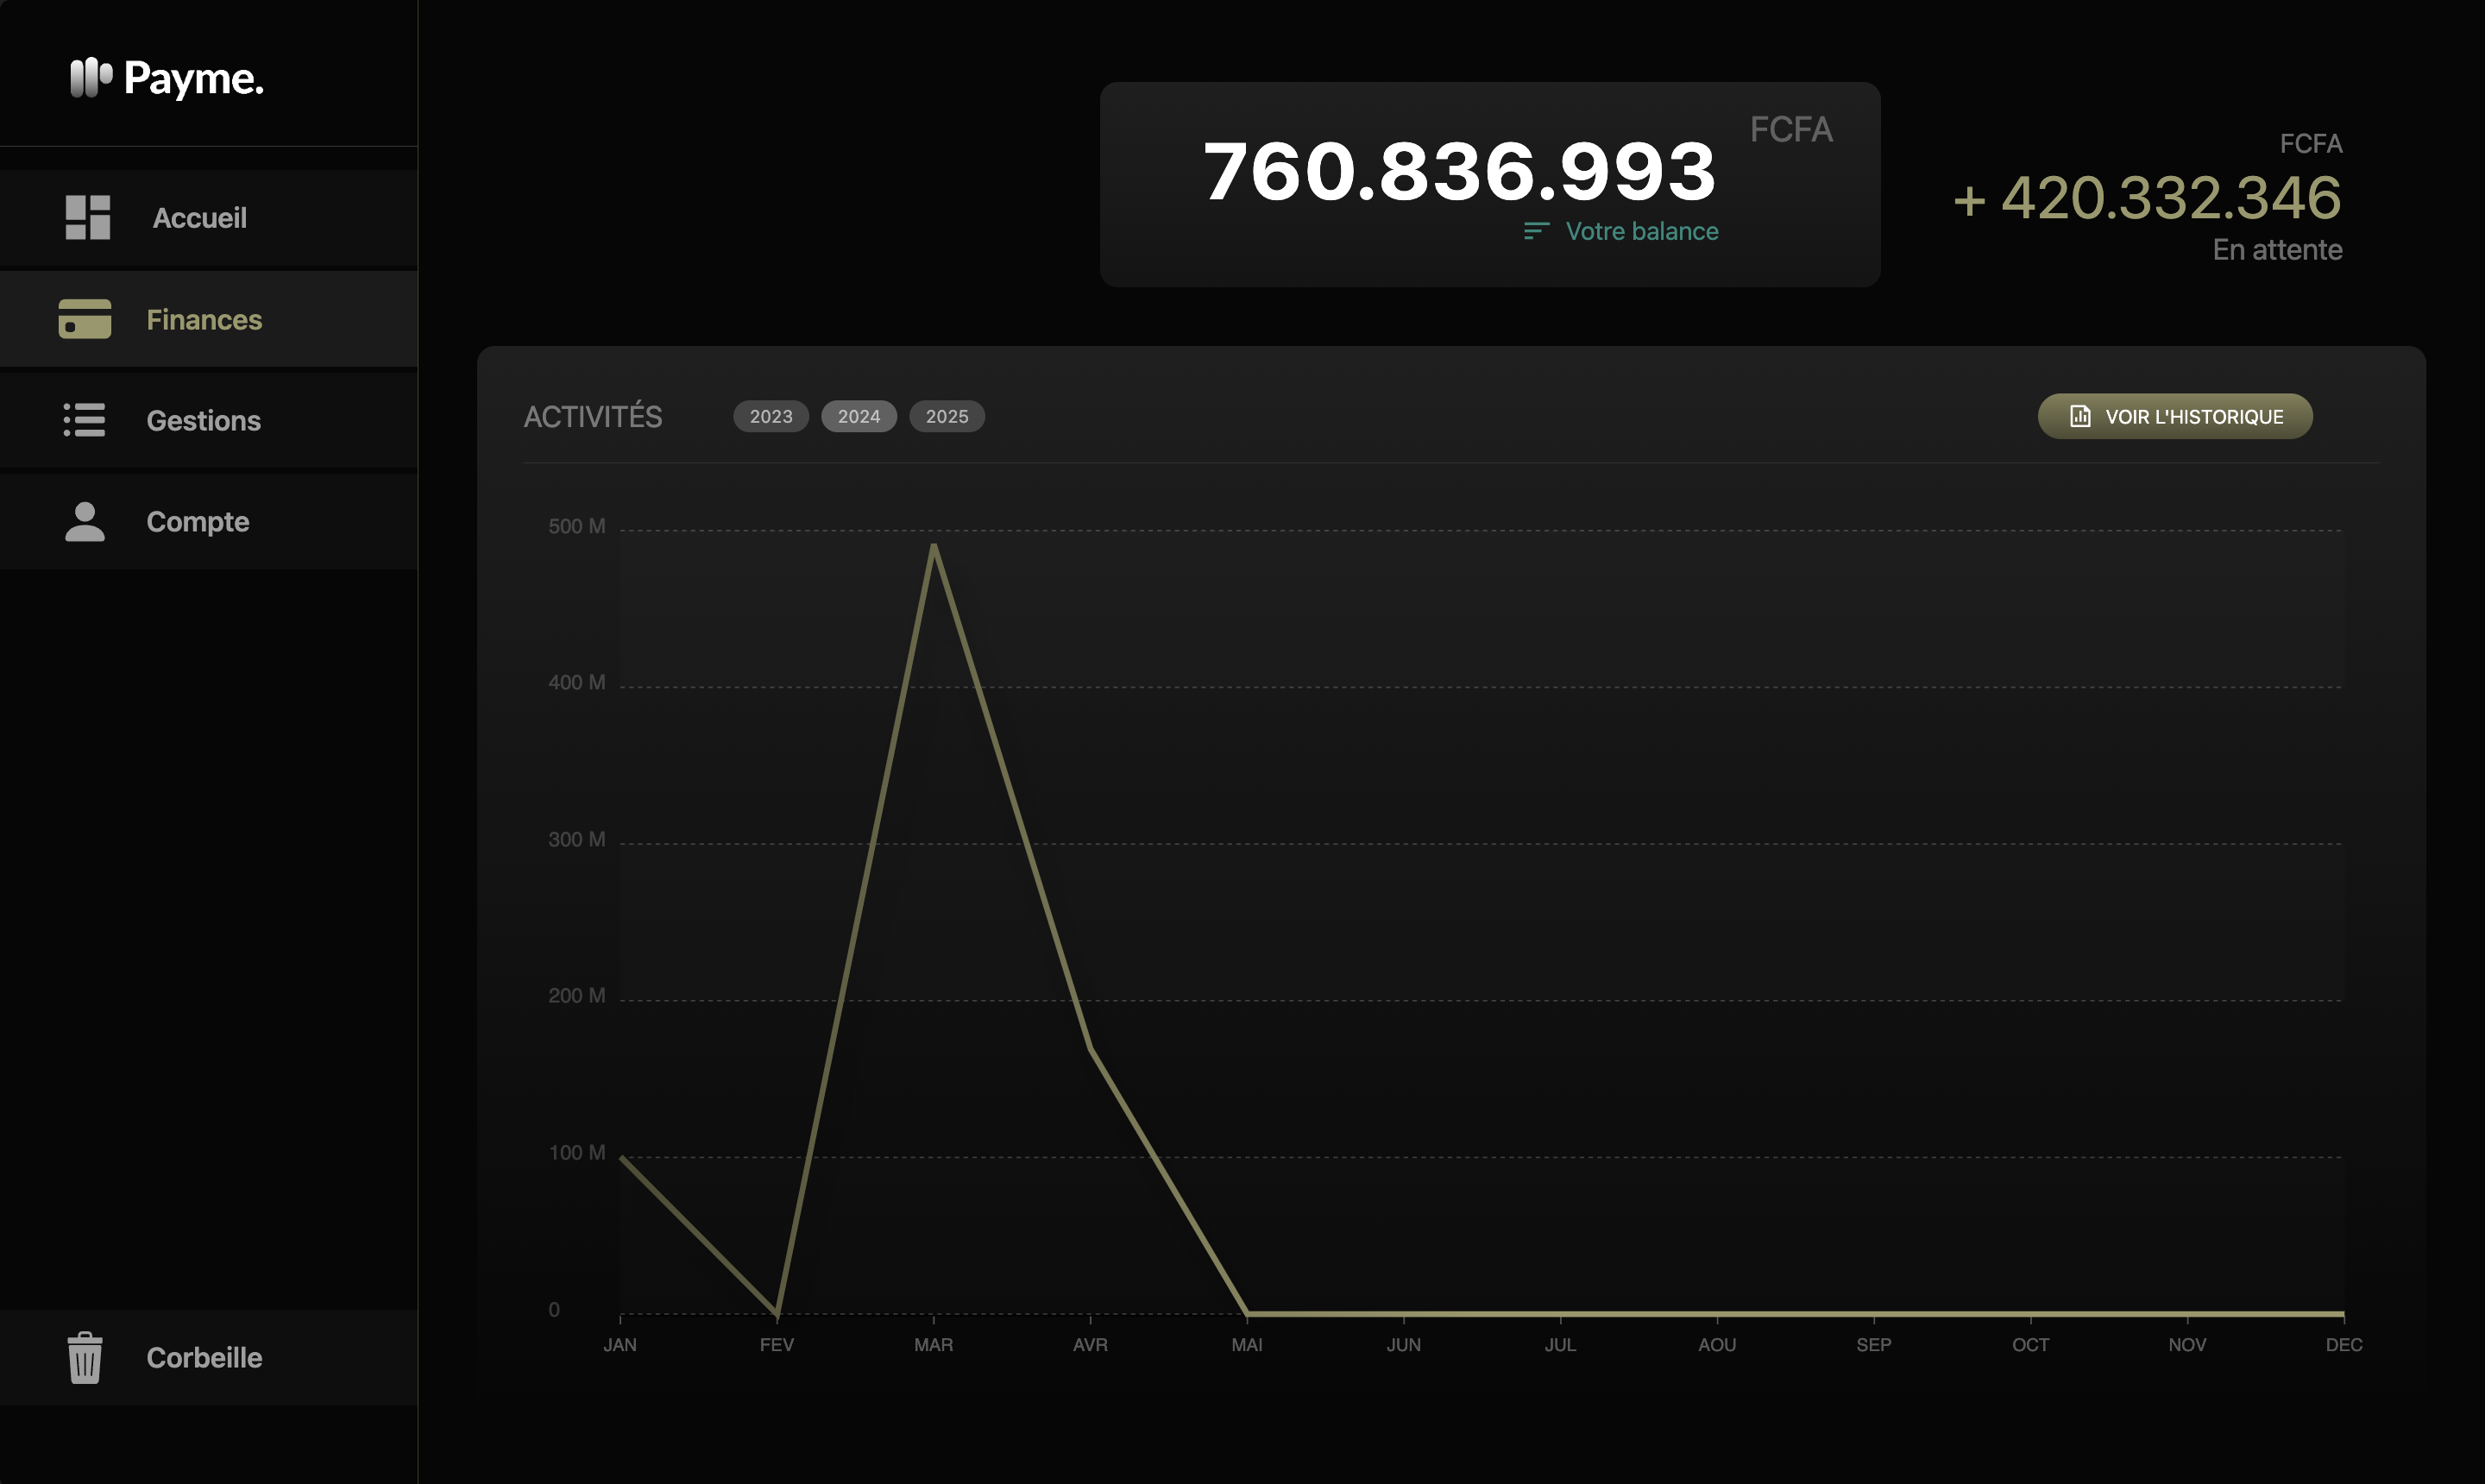 Payme.
Accueil
Finances
Gestions
Compte
Corbeille
FCFA
760.836.993
Votre balance
FCFA
+ 420.332.346
En attente
ACTIVITÉS
2023 2024 2025
VOIR L'HISTORIQUE
500 M
400 M
300 M
200 M
100 M
0
JAN FEV MAR AVR MAI JUN JUL AOU SEP OCT NOV DEC